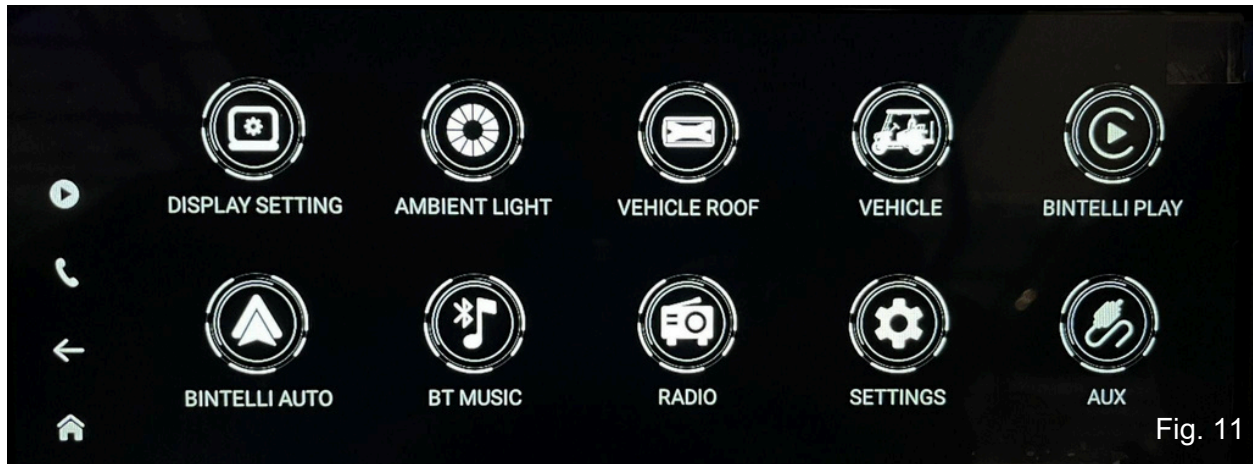 DISPLAY SETTING
AMBIENT LIGHT
VEHICLE ROOF
VEHICLE
BINTELLI PLAY
BINTELLI AUTO
BT MUSIC
RADIO
SETTINGS
AUX
Fig. 11